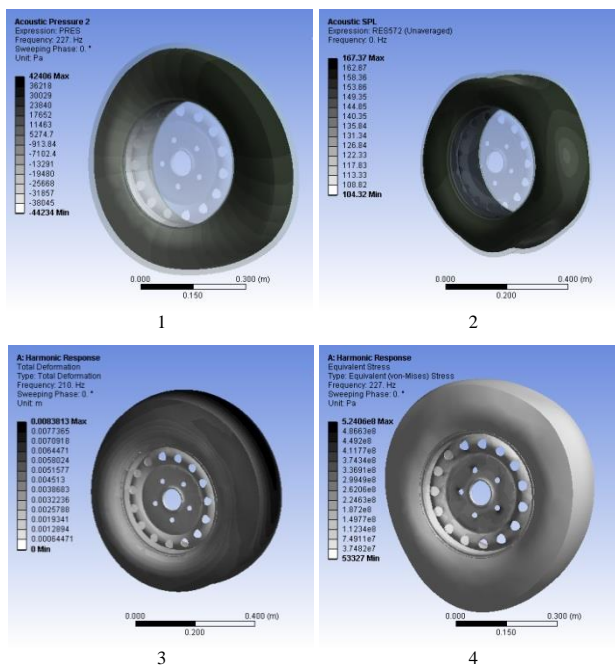 Acoustic Pressure 2
Expression: PRES
Frequency: 227. Hz
Sweeping Phase: 0. °
Unit: Pa
42406 Max
36218
30029
23840
17652
11463
5274.7
-913.84
-7102.4
-13291
-19480
-25668
-31857
-38045
-44234 Min
0.000
0.300 (m)
0.150
1
Acoustic SPL
Expression: RES572 (Unaveraged)
Frequency: 0. Hz
167.37 Max
162.87
158.36
153.86
149.35
144.85
140.35
135.84
131.34
126.84
122.33
117.83
113.33
108.82
104.32 Min
0.000
0.400 (m)
0.200
2
A: Harmonic Response
Total Deformation
Type: Total Deformation
Frequency: 210. Hz
Sweeping Phase: 0. °
Unit: m
0.0083813 Max
0.0077365
0.0070918
0.0064471
0.0058024
0.0051577
0.004513
0.0038683
0.0032236
0.0025788
0.0019341
0.0012894
0.00064471
0 Min
0.000
0.400 (m)
0.200
3
A: Harmonic Response
Equivalent Stress
Type: Equivalent (von-Mises) Stress
Frequency: 227. Hz
Sweeping Phase: 0. °
Unit: Pa
5.2406e8 Max
4.8663e8
4.492e8
4.1177e8
3.7434e8
3.3691e8
2.9949e8
2.6206e8
2.2463e8
1.872e8
1.4977e8
1.1234e8
7.4911e7
3.7482e7
53327 Min
0.000
0.300 (m)
0.150
4